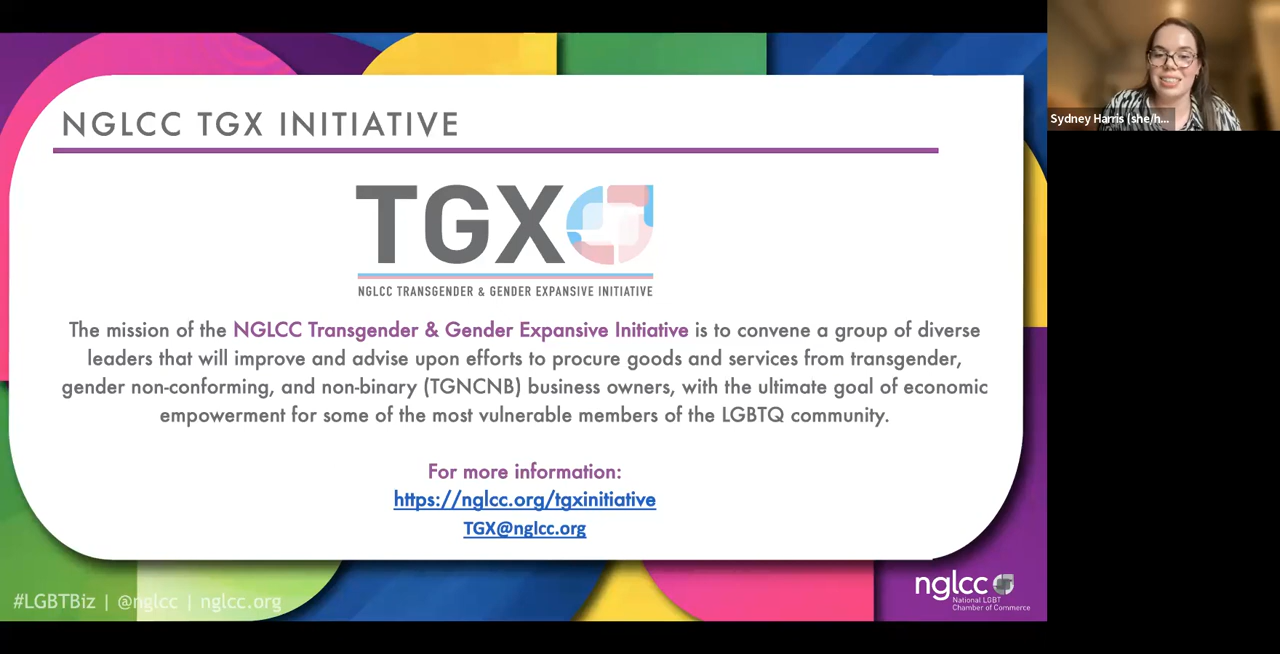 NGLCC TGX INITIATIVE
TGX
NGLCC TRANSGENDER & GENDER EXPANSIVE INITIATIVE
The mission of the NGLCC Transgender & Gender Expansive Initiative is to convene a group of diverse
leaders that will improve and advise upon efforts to procure goods and services from transgender,
gender non-conforming, and non-binary (TGNCNB) business owners, with the ultimate goal of economic
empowerment for some of the most vulnerable members of the LGBTQ community.
For more information:
https://nglcc.org/tgxinitiative
TGX@nglcc.org
#LGBTBiz | @nglcc | nglcc.org
nglcc
National LGBT
Chamber of Commerce
Sydney Harris (she/h...